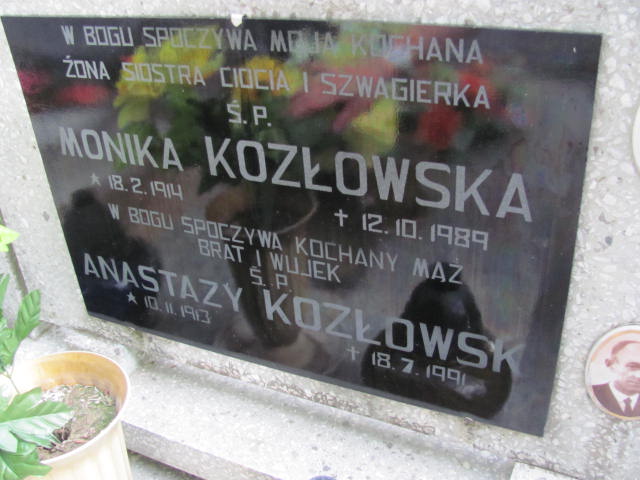 W BOGU SPOCZYWA MOJA KOCHANA
ŻONA SIOSTRA CIOCIA I SZWAGIERKA
Ś.P.
MONIKA KOZŁOWSKA
* 18.2.1914
+ 12.10.1989
W BOGU SPOCZYWA KOCHANY MĄŻ
BRAT I WUJEK
Ś.P.
ANASTAZY KOZŁOWSK
* 10.11.1913
+ 18.7.1991